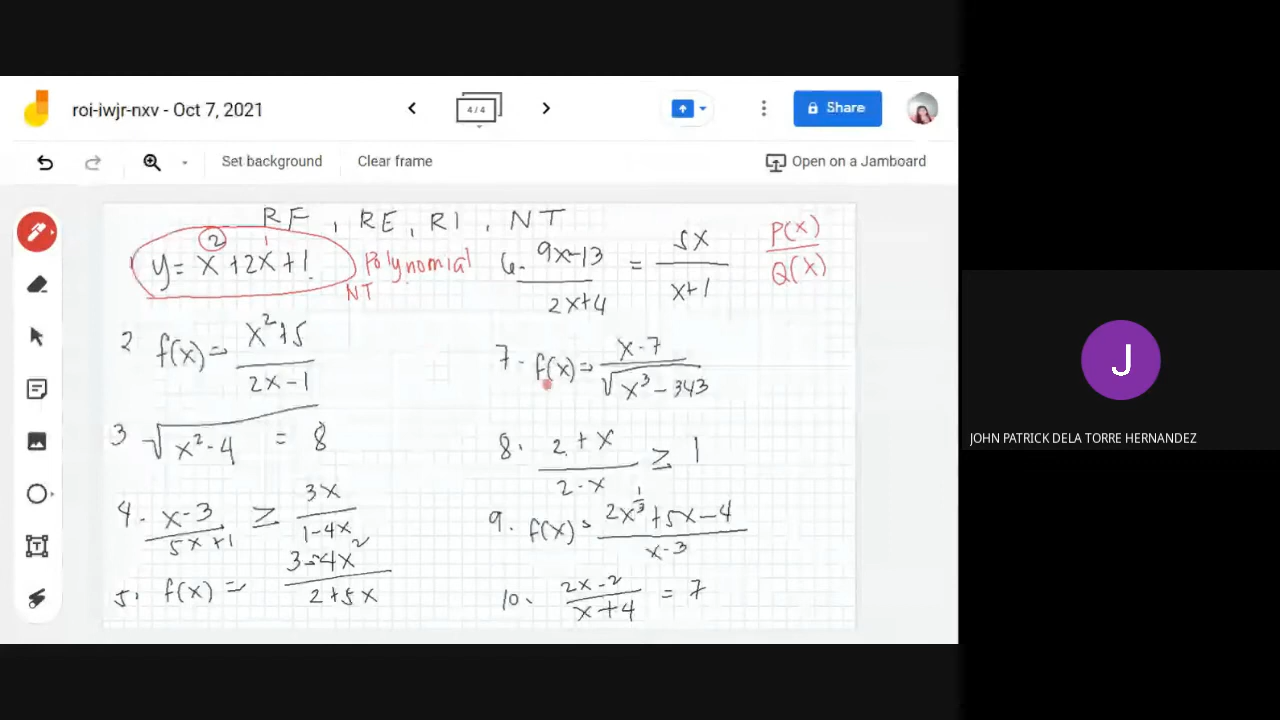 roi-iwjr-nxv - Oct 7, 2021
4/4
Share
Set background
Clear frame
Open on a Jamboard
RF, RE, RI, NT
y = x² + 2x + 1
Polynomial
NT
2 f(x) = (x² + 5)/(2x - 1)
3 √(x² - 4) = 8
4. (x - 3)/(5x + 1) ≥ 3x/(1 - 4x)
5. f(x) = (3 - 4x²)/(2 + 5x)
6. (9x - 13)/(2x + 4) = 5x/(x + 1)
P(x)/Q(x)
7. f(x) = (x - 7)/√(x³ - 343)
8. (2 + x)/(2 - x) ≥ 1
9. f(x) = (2x^(1/3) + 5x - 4)/(x - 3)
10. (2x - 2)/(x + 4) = 7
J
JOHN PATRICK DELA TORRE HERNANDEZ